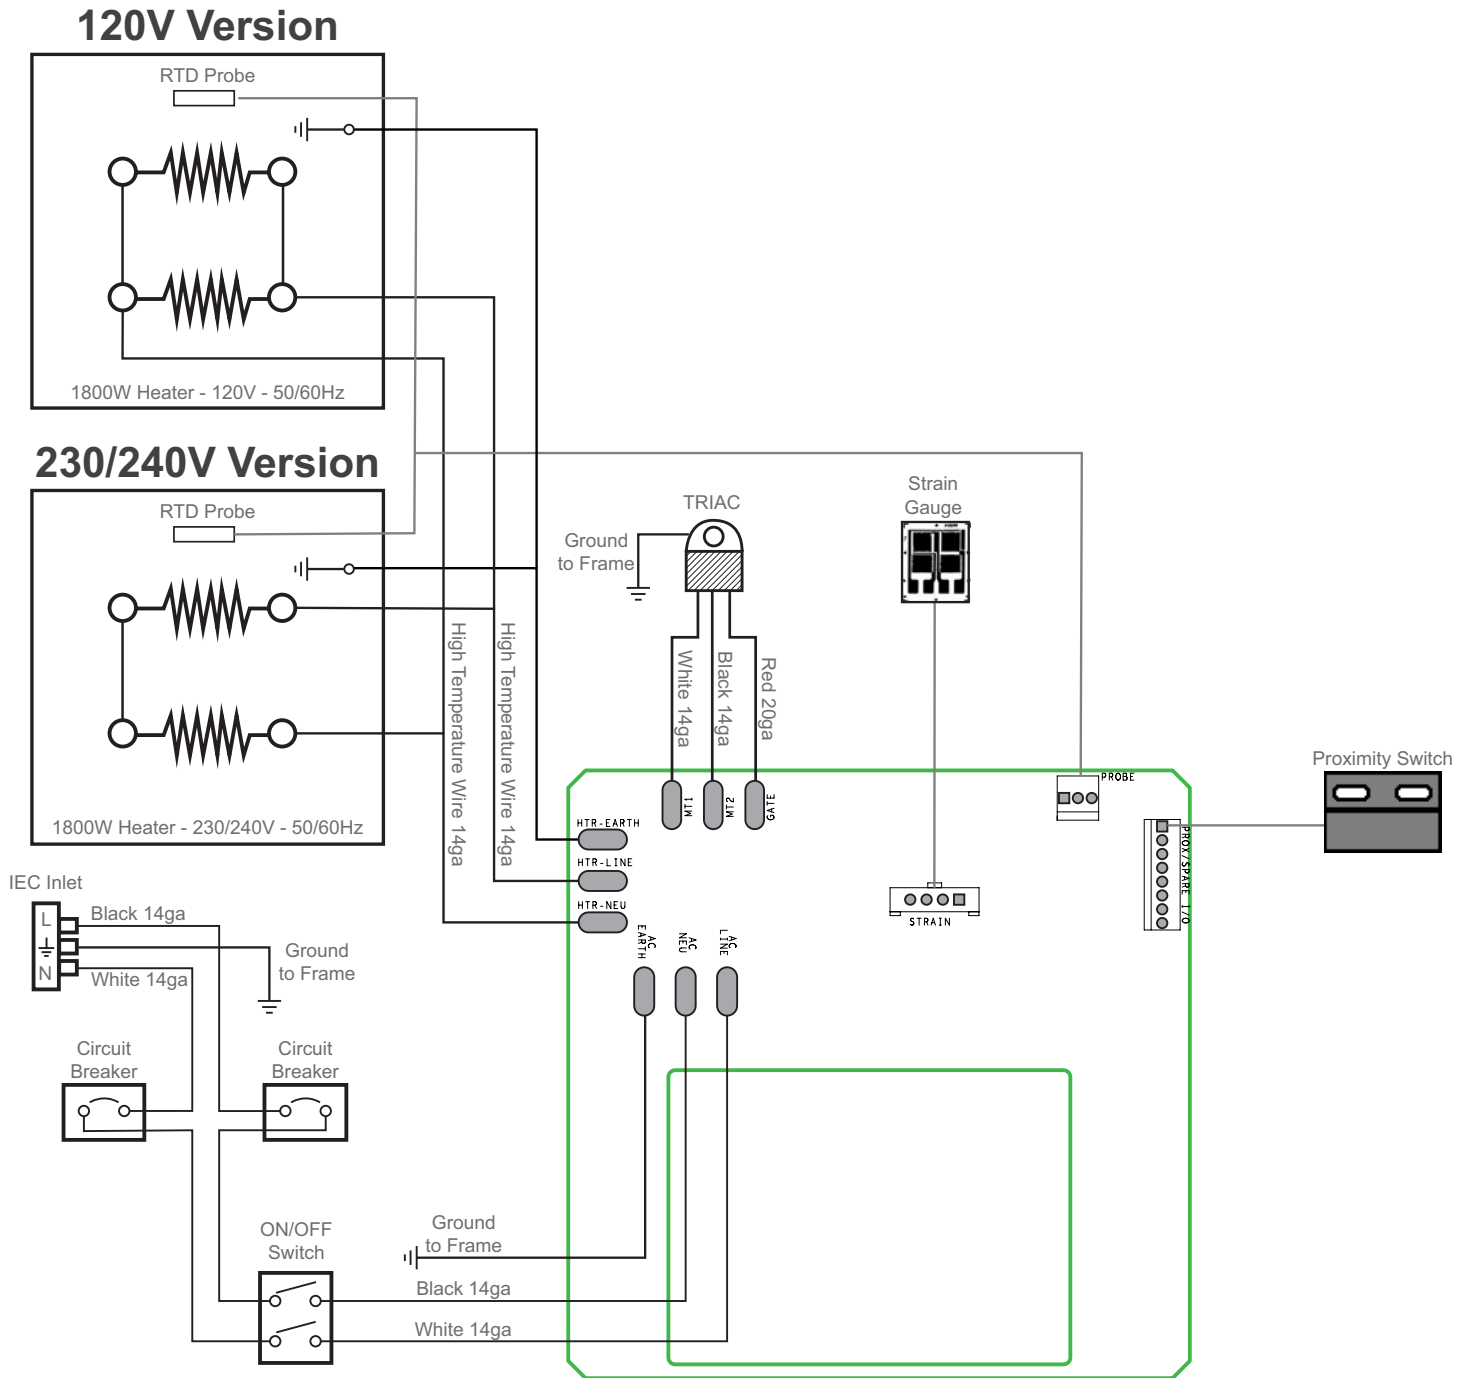 120V Version
RTD Probe
1800W Heater - 120V - 50/60Hz
230/240V Version
RTD Probe
1800W Heater - 230/240V - 50/60Hz
High Temperature Wire 14ga
High Temperature Wire 14ga
TRIAC
Ground
to Frame
White 14ga
Black 14ga
Red 20ga
Strain
Gauge
Proximity Switch
MT1
MT2
GATE
PROBE
PROX/SPARE I/O
HTR-EARTH
HTR-LINE
HTR-NEU
STRAIN
AC
EARTH
AC
NEU
AC
LINE
IEC Inlet
L
N
Black 14ga
White 14ga
Ground
to Frame
Circuit
Breaker
Circuit
Breaker
ON/OFF
Switch
Ground
to Frame
Black 14ga
White 14ga